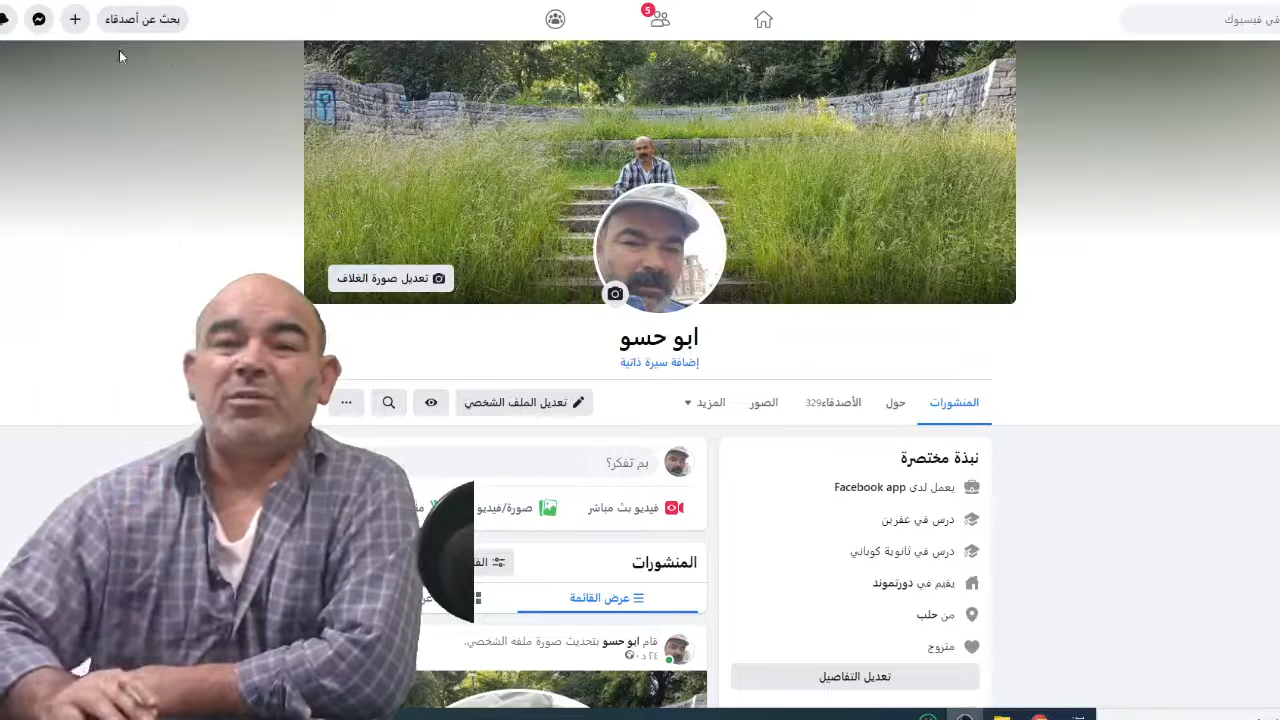 في فيسبوك
5
بحث عن أصدقاء
تعديل صورة الغلاف
ابو حسو
إضافة سيرة ذاتية
المنشورات
حول
الأصدقاء329
الصور
المزيد
تعديل الملف الشخصي
نبذة مختصرة
يعمل لدى Facebook app
درس في عفرين
درس في ثانوية كوباني
يقيم في دورتموند
من حلب
متزوج
تعديل التفاصيل
بم تفكر؟
فيديو بث مباشر
صورة/فيديو
المنشورات
عرض القائمة
قام ابو حسو بتحديث صورة ملفه الشخصي.
٢٤ د